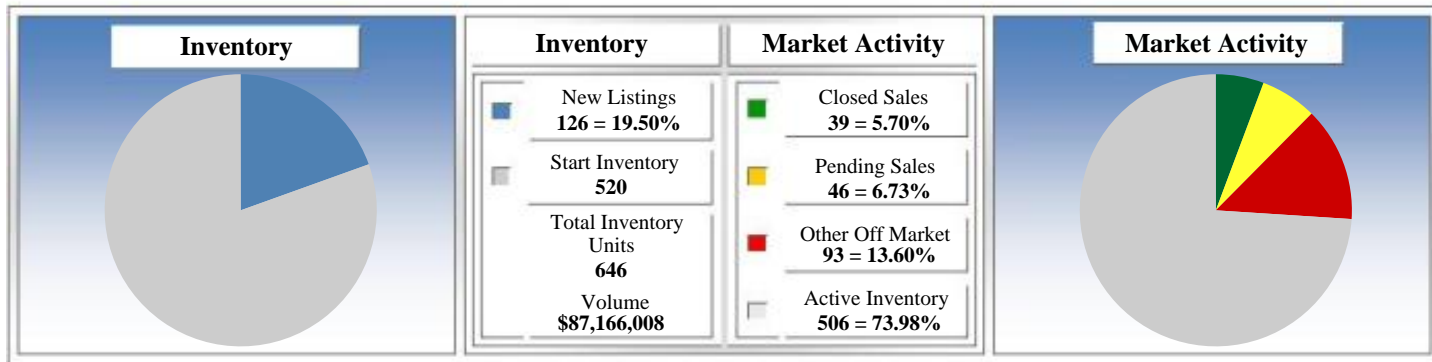 Inventory
Inventory
Market Activity
New Listings
126 = 19.50%
Start Inventory
520
Total Inventory
Units
646
Volume
$87,166,008
Closed Sales
39 = 5.70%
Pending Sales
46 = 6.73%
Other Off Market
93 = 13.60%
Active Inventory
506 = 73.98%
Market Activity